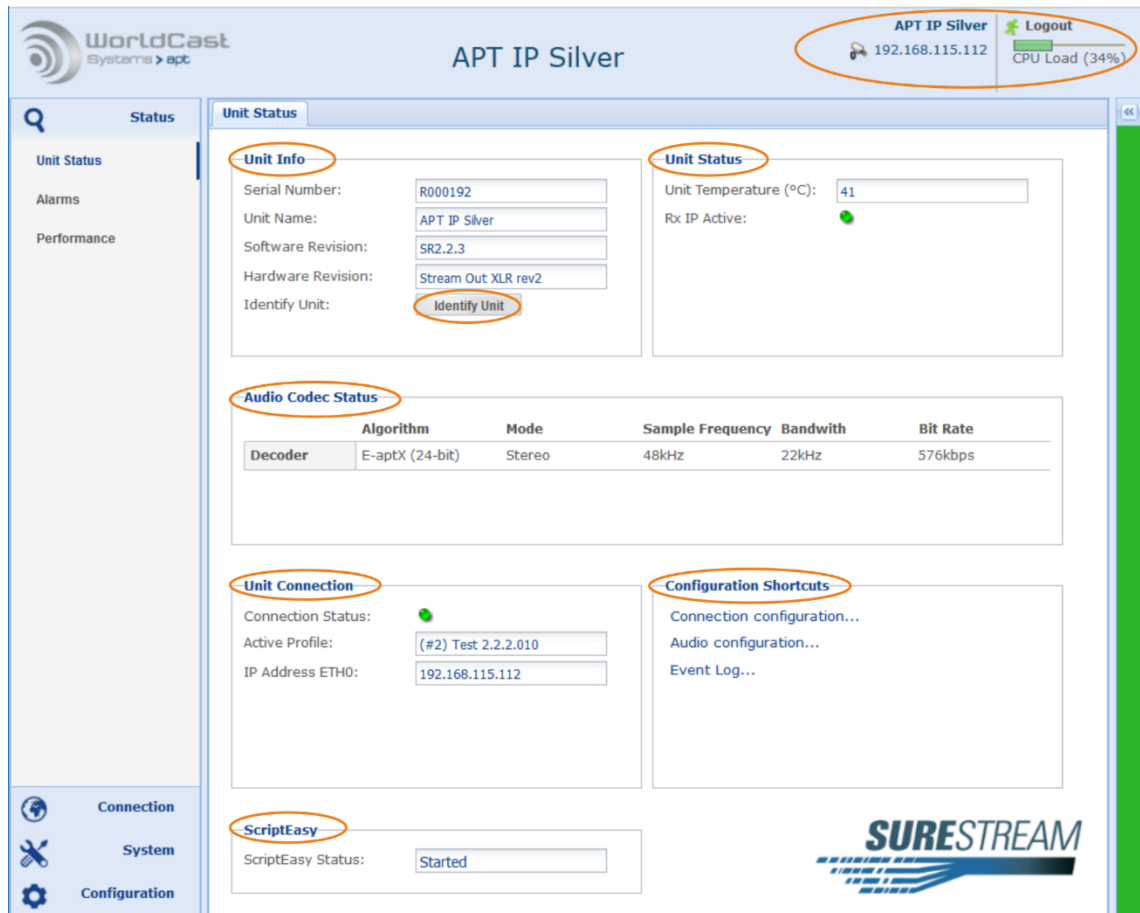 WorldCast
Systems > apt
APT IP Silver
APT IP Silver
192.168.115.112
Logout
CPU Load (34%)
Status
Unit Status
Alarms
Performance
Unit Status
Unit Info
Serial Number: R000192
Unit Name: APT IP Silver
Software Revision: SR2.2.3
Hardware Revision: Stream Out XLR rev2
Identify Unit: Identify Unit
Unit Status
Unit Temperature (°C): 41
Rx IP Active:
Audio Codec Status
Algorithm Mode Sample Frequency Bandwith Bit Rate
Decoder E-aptX (24-bit) Stereo 48kHz 22kHz 576kbps
Unit Connection
Connection Status:
Active Profile: (#2) Test 2.2.2.010
IP Address ETH0: 192.168.115.112
Configuration Shortcuts
Connection configuration...
Audio configuration...
Event Log...
ScriptEasy
ScriptEasy Status: Started
SURESTREAM
Connection
System
Configuration